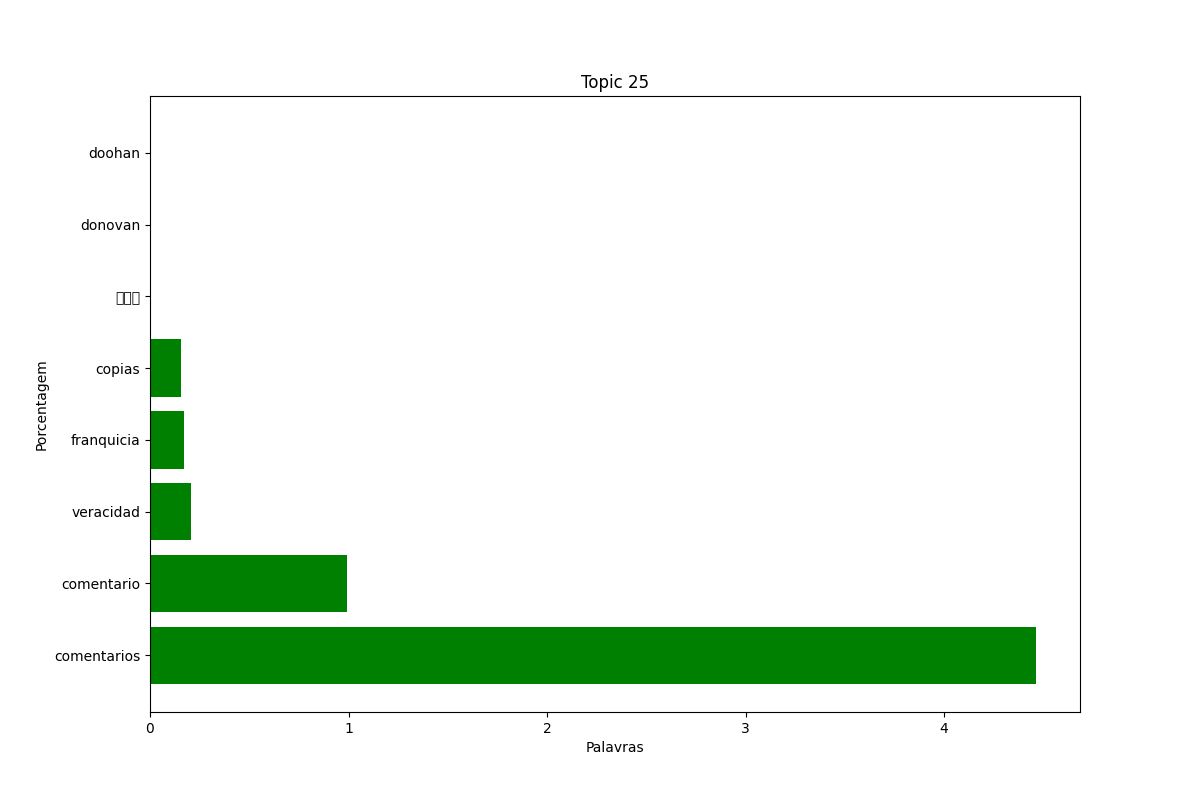 Topic 25
doohan
donovan
copias
franquicia
veracidad
comentario
comentarios
Porcentagem
0 1 2 3 4
Palavras